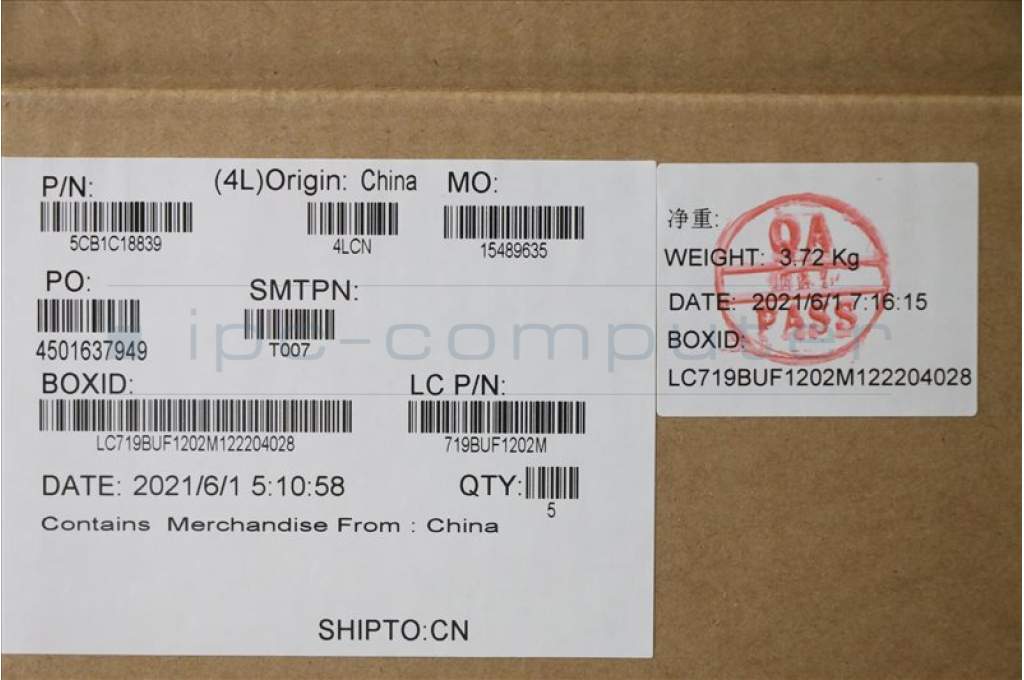 P/N:
(4L)Origin: China
MO:
5CB1C18839
4LCN
15489635
PO:
SMTPN:
4501637949
T007
BOXID:
LC P/N:
LC719BUF1202M122204028
719BUF1202M
DATE: 2021/6/1 5:10:58
QTY:
5
Contains Merchandise From : China
SHIPTO:CN
净重:
WEIGHT: 3.72 Kg
DATE: 2021/6/1 7:16:15
BOXID:
LC719BUF1202M122204028
QA
PASS
ipc-computer